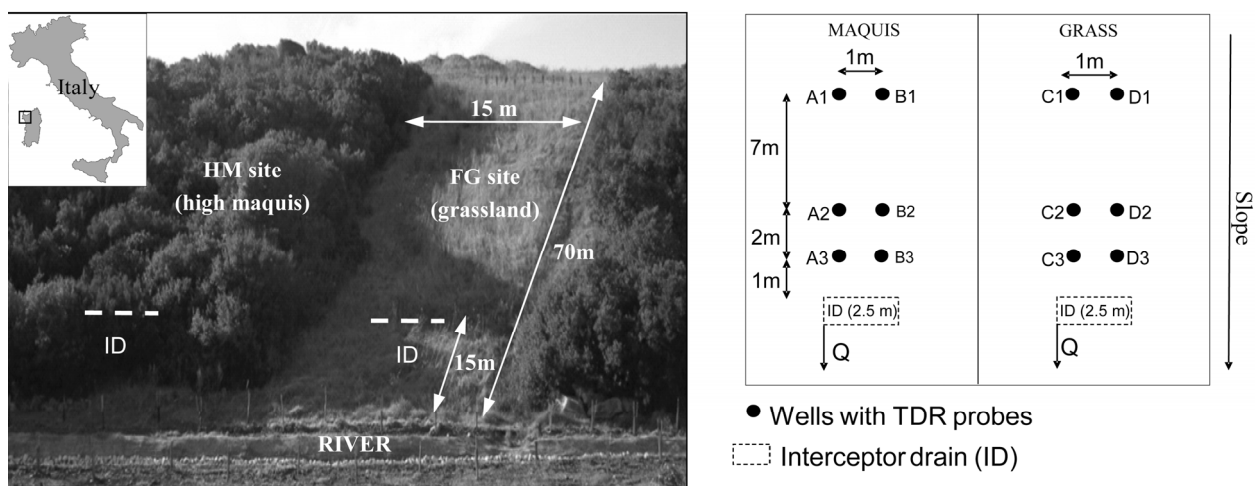 Italy
15 m
HM site
(high maquis)
FG site
(grassland)
70m
ID
ID
15m
RIVER
MAQUIS
GRASS
1m
1m
A1
B1
C1
D1
7m
A2
B2
C2
D2
2m
A3
B3
C3
D3
1m
ID (2.5 m)
ID (2.5 m)
Q
Q
Slope
Wells with TDR probes
Interceptor drain (ID)